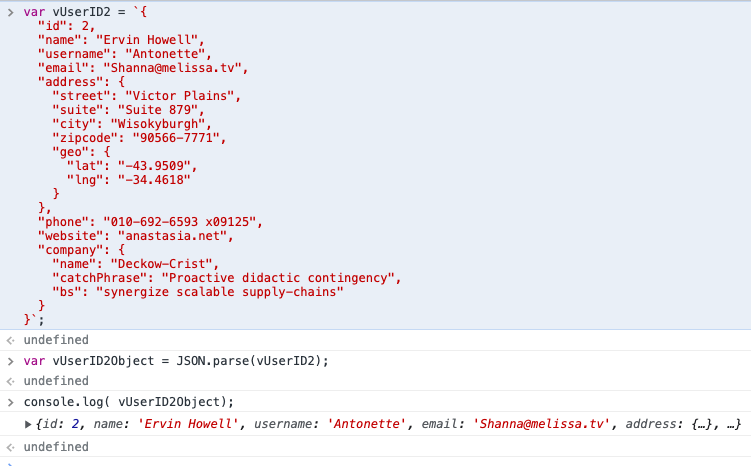 > var vUserID2 = `{
"id": 2,
"name": "Ervin Howell",
"username": "Antonette",
"email": "Shanna@melissa.tv",
"address": {
"street": "Victor Plains",
"suite": "Suite 879",
"city": "Wisokyburgh",
"zipcode": "90566-7771",
"geo": {
"lat": "-43.9509",
"lng": "-34.4618"
}
},
"phone": "010-692-6593 x09125",
"website": "anastasia.net",
"company": {
"name": "Deckow-Crist",
"catchPhrase": "Proactive didactic contingency",
"bs": "synergize scalable supply-chains"
}
}`;
undefined
> var vUserID2Object = JSON.parse(vUserID2);
undefined
> console.log( vUserID2Object);
▶ {id: 2, name: 'Ervin Howell', username: 'Antonette', email: 'Shanna@melissa.tv', address: {…}, …}
undefined